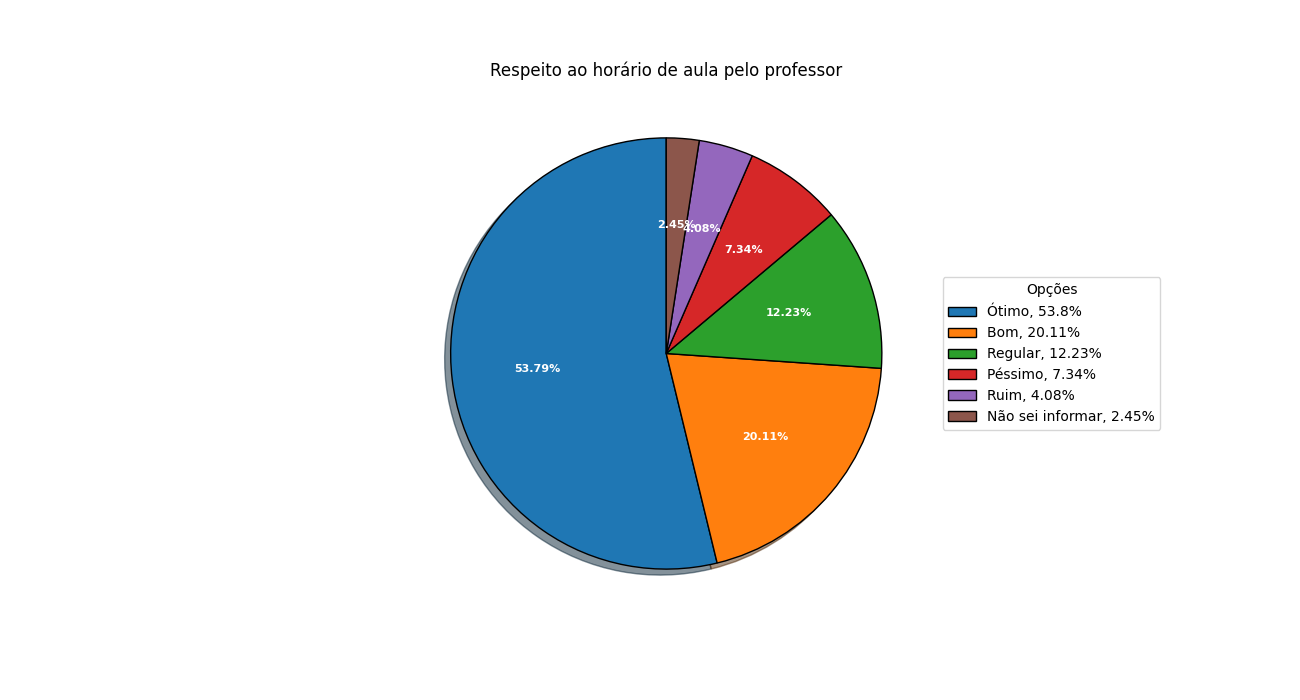 Respeito ao horário de aula pelo professor
2.45%
4.08%
7.34%
12.23%
53.79%
20.11%
Opções
Ótimo, 53.8%
Bom, 20.11%
Regular, 12.23%
Péssimo, 7.34%
Ruim, 4.08%
Não sei informar, 2.45%